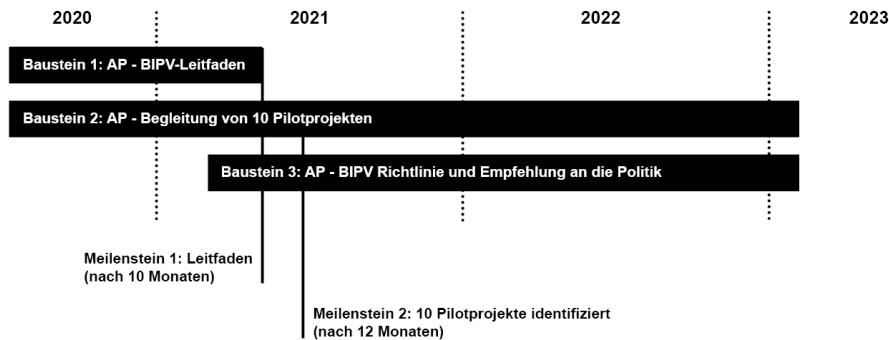 2020
2021
2022
2023
Baustein 1: AP - BIPV-Leitfaden
Baustein 2: AP - Begleitung von 10 Pilotprojekten
Baustein 3: AP - BIPV Richtlinie und Empfehlung an die Politik
Meilenstein 1: Leitfaden
(nach 10 Monaten)
Meilenstein 2: 10 Pilotprojekte identifiziert
(nach 12 Monaten)